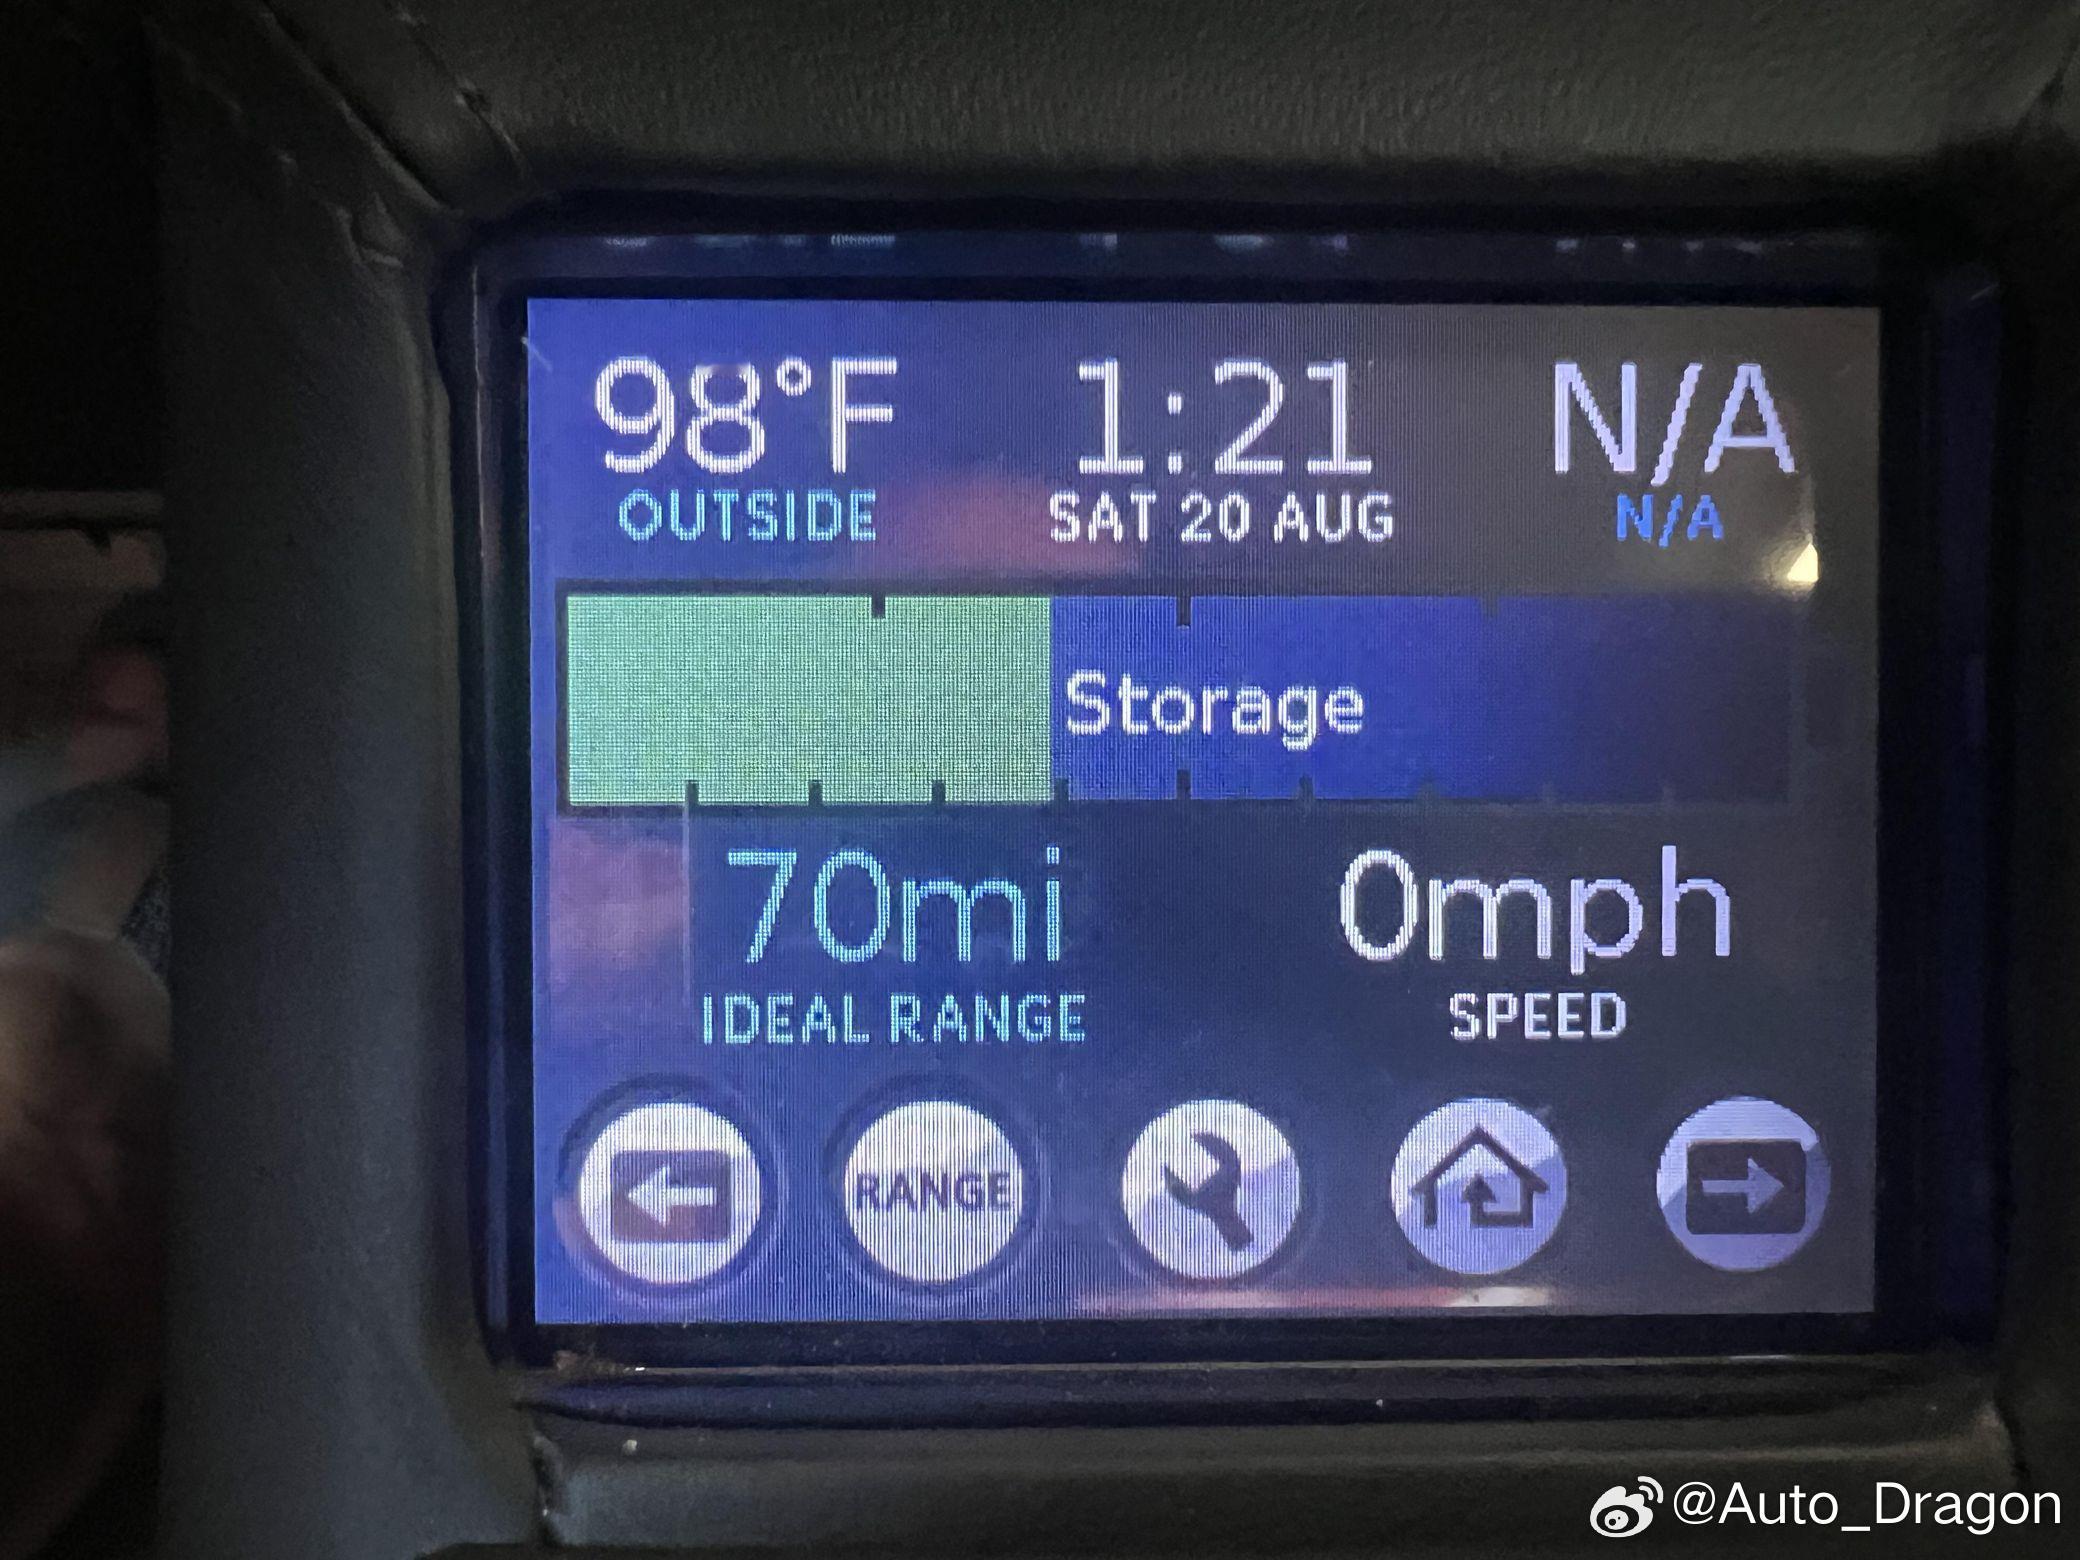 98°F 1:21 N/A
OUTSIDE SAT 20 AUG N/A
Storage
70mi 0mph
IDEAL RANGE SPEED
RANGE
@Auto_Dragon